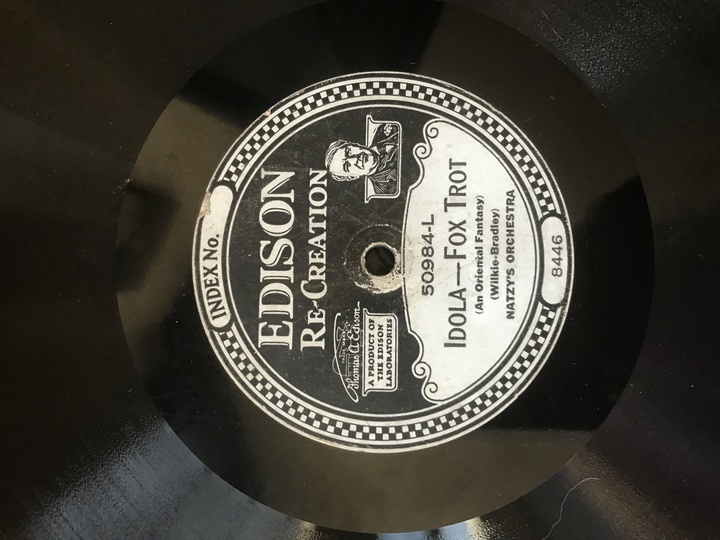 INDEX No.
EDISON
RE-CREATION
Thomas A Edison
A PRODUCT OF
THE EDISON
LABORATORIES
50984-L
IDOLA—FOX TROT
(An Oriental Fantasy)
(Wilkie-Bradley)
NATZY'S ORCHESTRA
8446